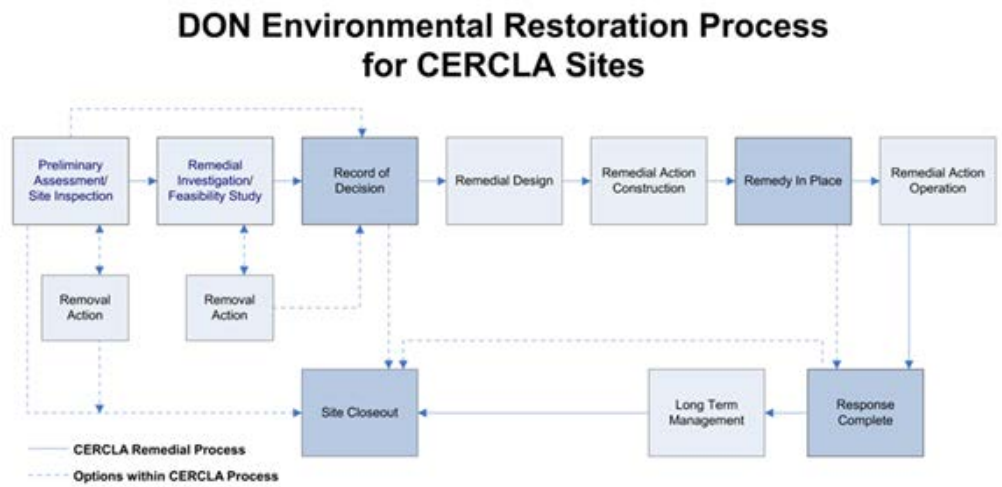 DON Environmental Restoration Process
for CERCLA Sites
Preliminary
Assessment/
Site Inspection
Remedial
Investigation/
Feasibility Study
Record of
Decision
Remedial Design
Remedial Action
Construction
Remedy In Place
Remedial Action
Operation
Removal
Action
Removal
Action
Site Closeout
Long Term
Management
Response
Complete
CERCLA Remedial Process
Options within CERCLA Process